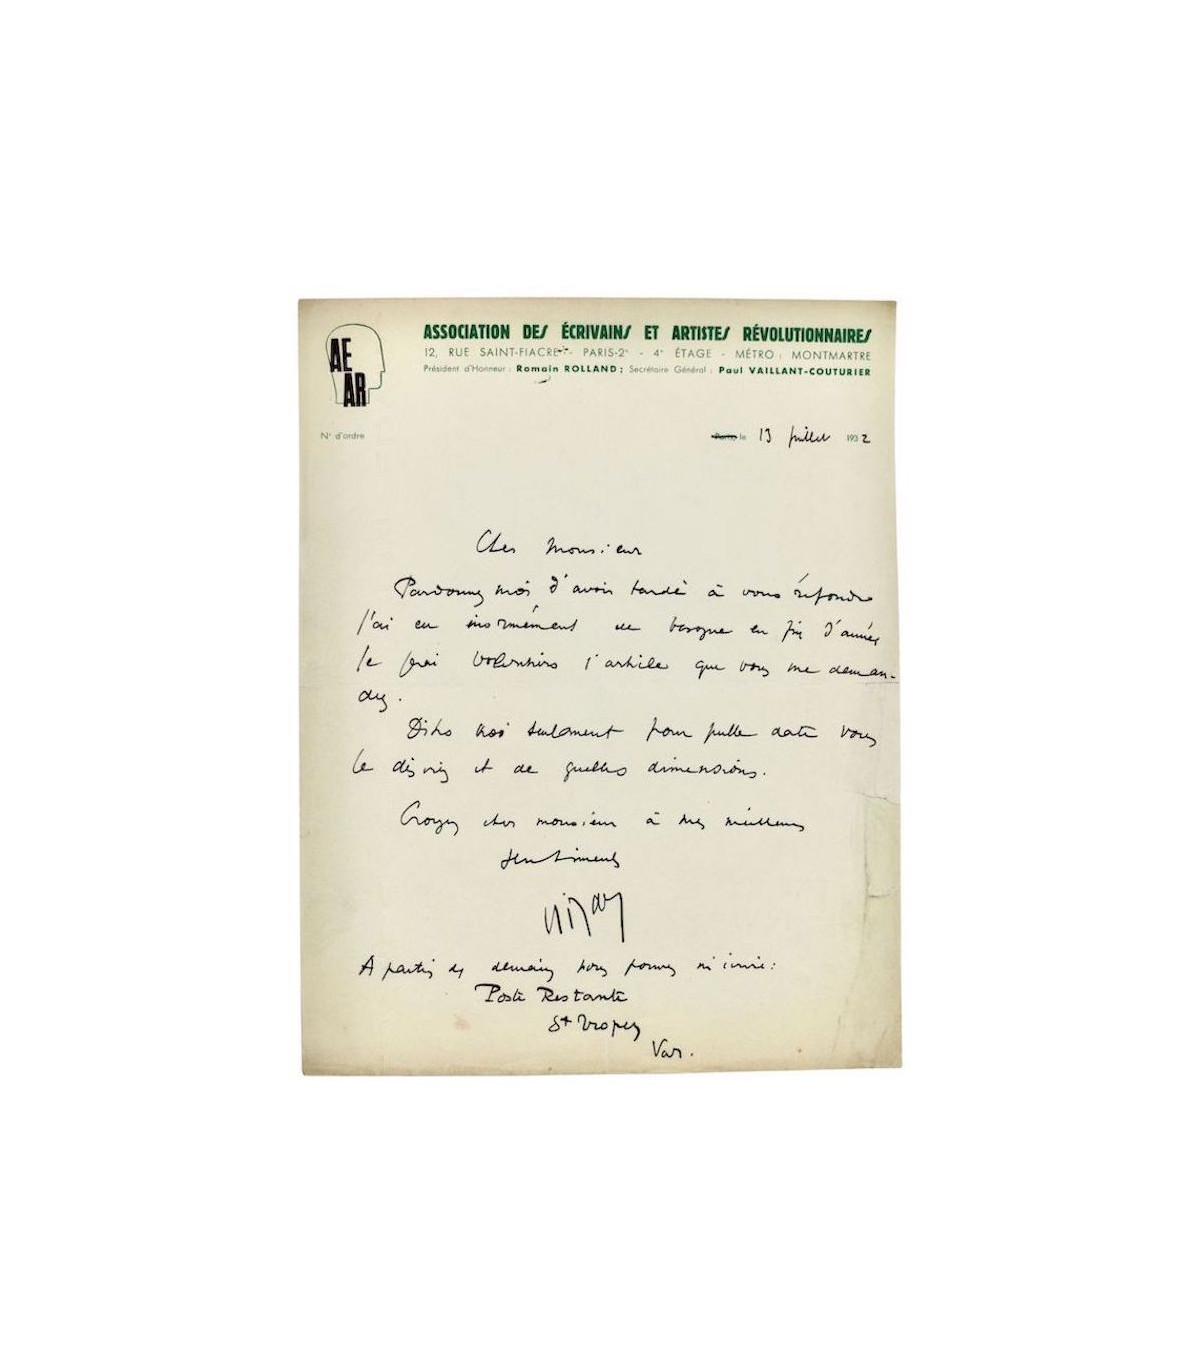 AE
AR
ASSOCIATION DES ÉCRIVAINS ET ARTISTES RÉVOLUTIONNAIRES
12, RUE SAINT-FIACRE - PARIS-2e - 4e ÉTAGE - MÉTRO : MONTMARTRE
Président d'Honneur : Romain ROLLAND ; Secrétaire Général : Paul VAILLANT-COUTURIER
N° d'ordre
Paris, le 13 juillet 1932
Cher Monsieur
Pardonnez moi d'avoir tardé à vous répondre
J'ai eu énormément de besogne en fin d'année
Je ferai volontiers l'article que vous me deman-
dez.
Dites moi seulement pour quelle date vous
le désirez et de quelles dimensions.
Croyez cher monsieur à mes meilleurs
sentiments
Nizan
A partir de demain vous pouvez m'écrire :
Poste Restante
St Tropez
Var.